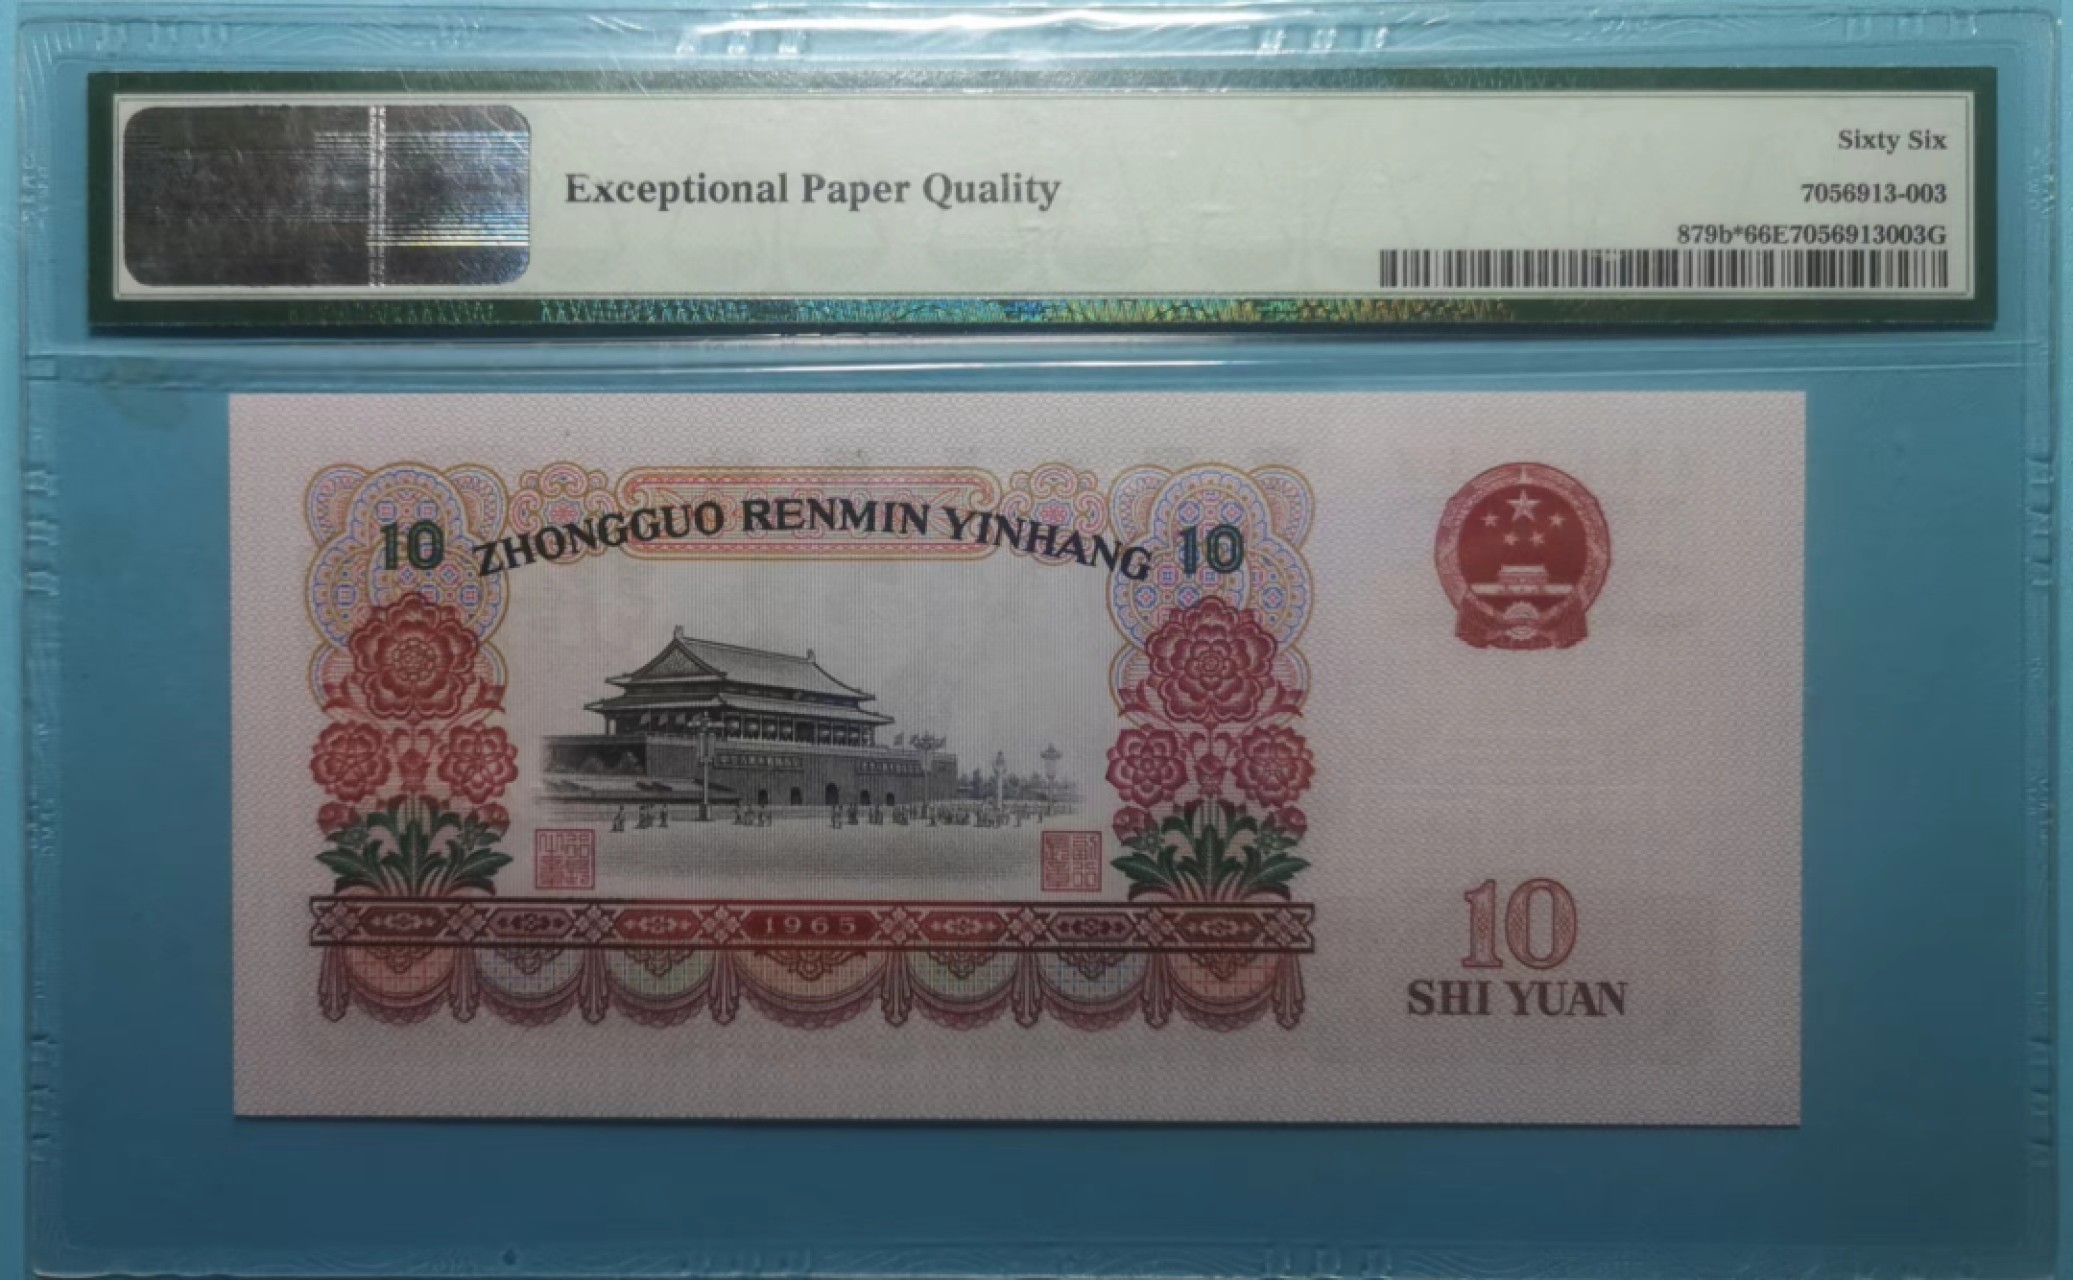 Sixty Six
Exceptional Paper Quality
7056913-003
879b*66E7056913003G
10 ZHONGGUO RENMIN YINHANG 10
1965
10
SHI YUAN